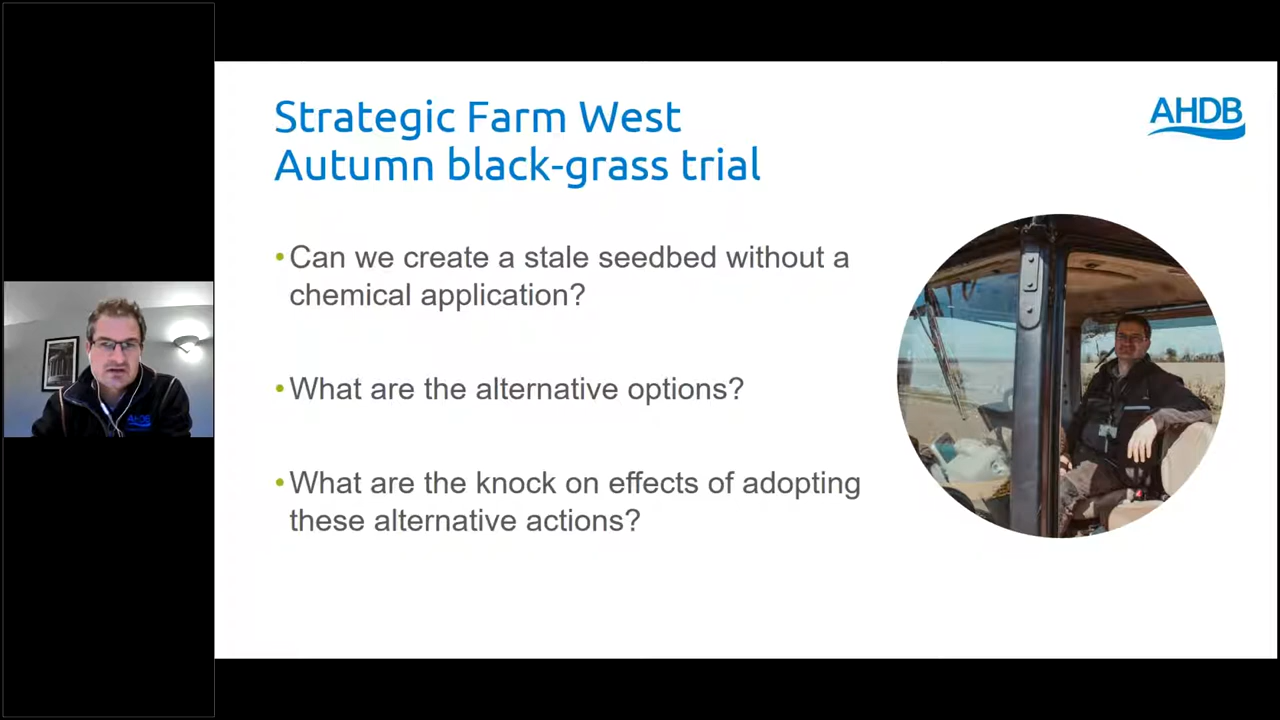 Strategic Farm West
Autumn black-grass trial
AHDB
•Can we create a stale seedbed without a
chemical application?
•What are the alternative options?
•What are the knock on effects of adopting
these alternative actions?
AHDB